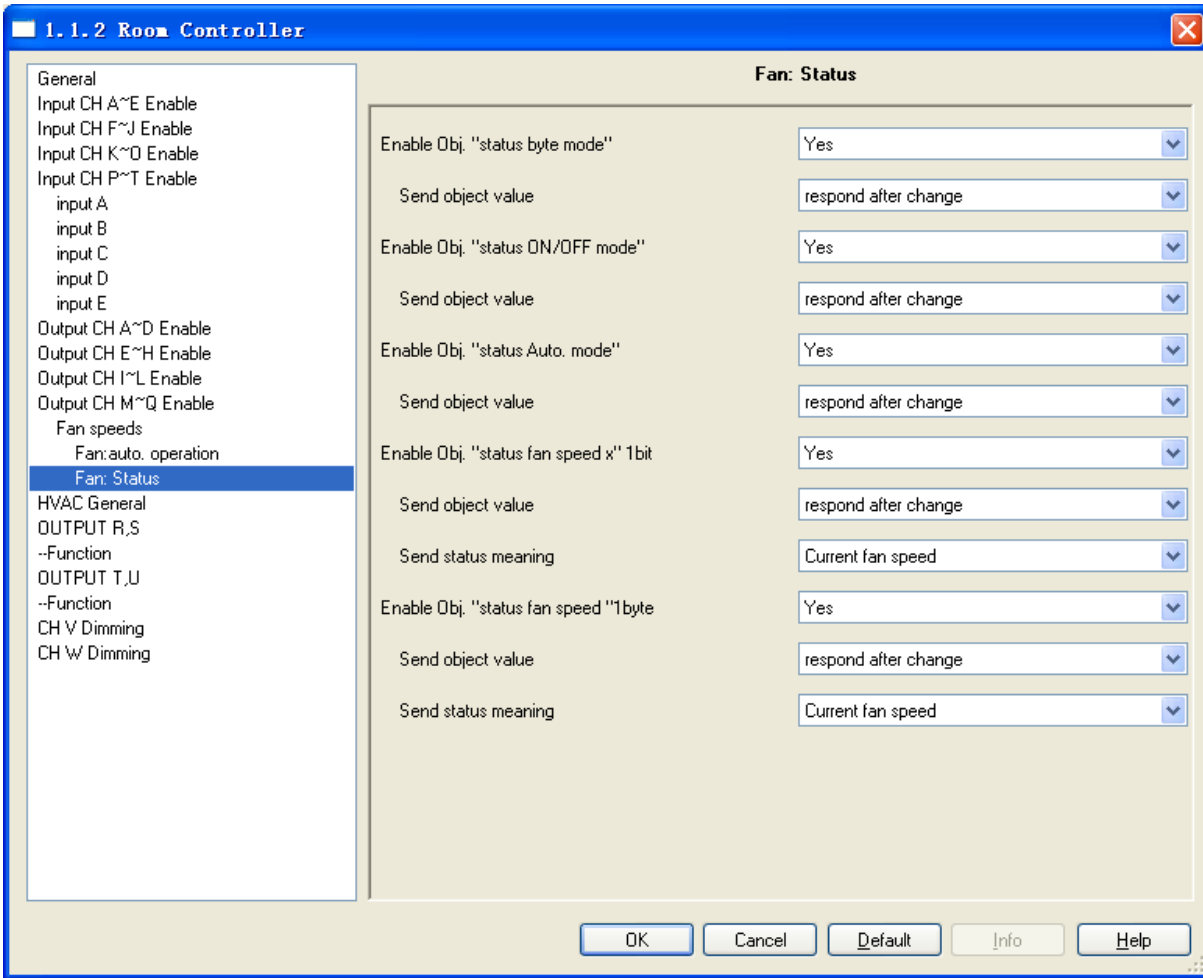 1.1.2 Room Controller
General
Input CH A~E Enable
Input CH F~J Enable
Input CH K~O Enable
Input CH P~T Enable
input A
input B
input C
input D
input E
Output CH A~D Enable
Output CH E~H Enable
Output CH I~L Enable
Output CH M~Q Enable
Fan speeds
Fan:auto. operation
Fan: Status
HVAC General
OUTPUT R,S
--Function
OUTPUT T,U
--Function
CH V Dimming
CH W Dimming
Fan: Status
Enable Obj. "status byte mode" Yes
Send object value respond after change
Enable Obj. "status ON/OFF mode" Yes
Send object value respond after change
Enable Obj. "status Auto. mode" Yes
Send object value respond after change
Enable Obj. "status fan speed x" 1bit Yes
Send object value respond after change
Send status meaning Current fan speed
Enable Obj. "status fan speed "1byte Yes
Send object value respond after change
Send status meaning Current fan speed
OK Cancel Default Info Help